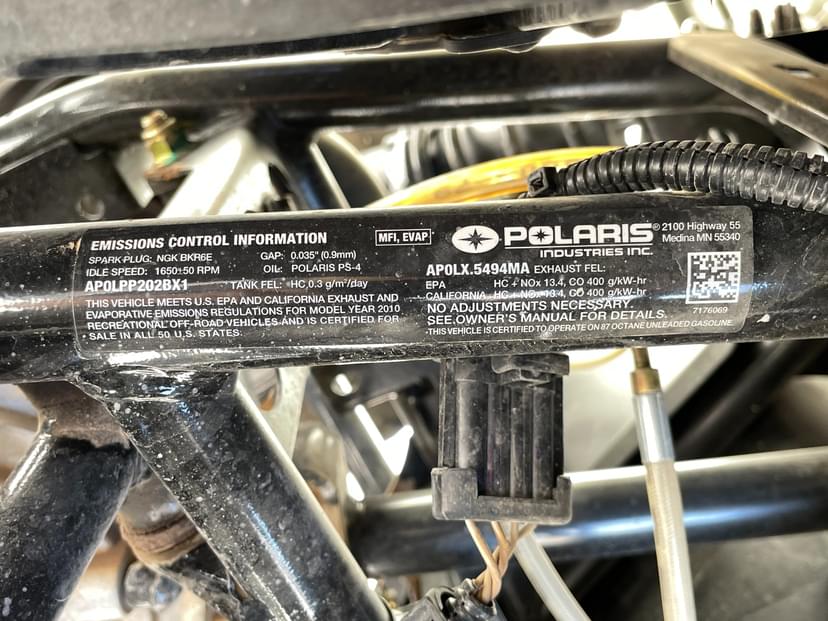 EMISSIONS CONTROL INFORMATION
SPARK PLUG: NGK BKR6E GAP: 0.035" (0.9mm)
IDLE SPEED: 1650±50 RPM OIL: POLARIS PS-4
AP0LPP202BX1 TANK FEL: HC, 0.3 g/m²/day
THIS VEHICLE MEETS U.S. EPA AND CALIFORNIA EXHAUST AND
EVAPORATIVE EMISSIONS REGULATIONS FOR MODEL YEAR 2010
RECREATIONAL OFF-ROAD VEHICLES AND IS CERTIFIED FOR
SALE IN ALL 50 U.S. STATES.
MFI, EVAP
POLARIS®
INDUSTRIES INC.
2100 Highway 55
Medina MN 55340
AP0LX.5494MA EXHAUST FEL:
EPA HC + NOx 13.4, CO 400 g/kW-hr
CALIFORNIA HC + NOx 13.4, CO 400 g/kW-hr
NO ADJUSTMENTS NECESSARY
SEE OWNER'S MANUAL FOR DETAILS.
THIS VEHICLE IS CERTIFIED TO OPERATE ON 87 OCTANE UNLEADED GASOLINE.
7176069